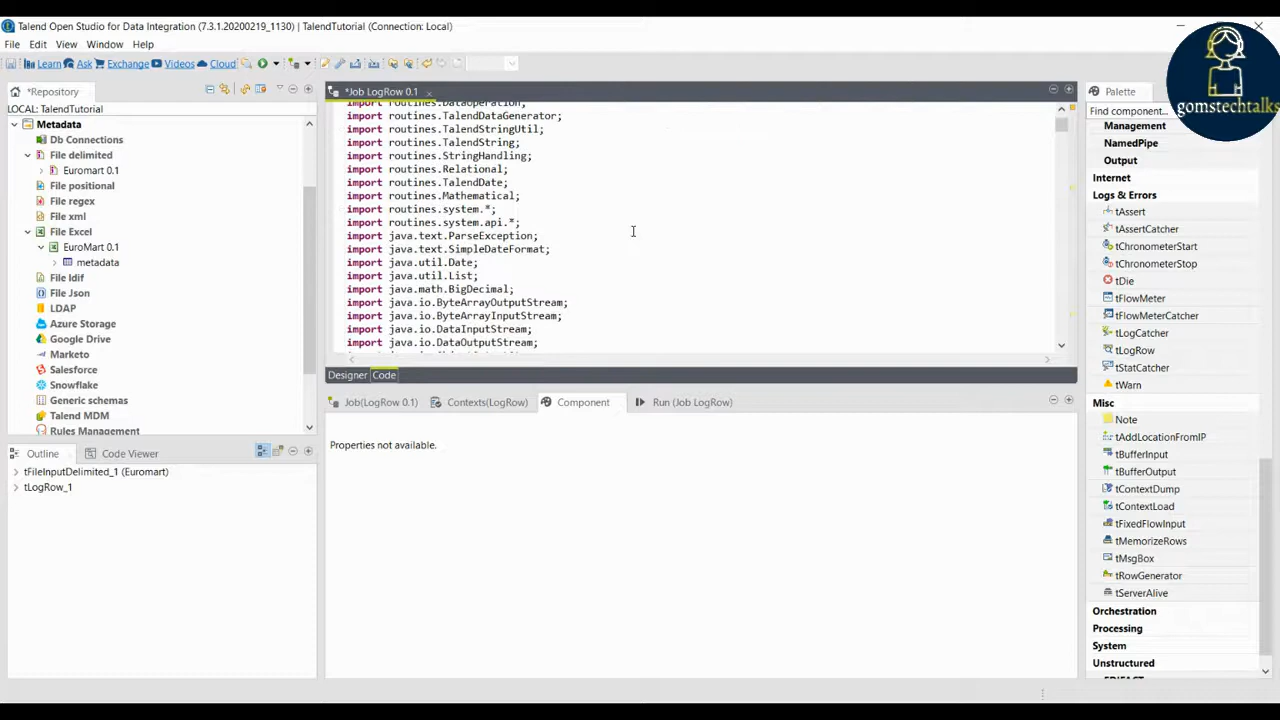 Talend Open Studio for Data Integration (7.3.1.20200219_1130) | TalendTutorial (Connection: Local)
File Edit View Window Help
Learn Ask Exchange Videos Cloud
*Repository
LOCAL: TalendTutorial
Metadata
Db Connections
File delimited
Euromart 0.1
File positional
File regex
File xml
File Excel
EuroMart 0.1
metadata
File ldif
File Json
LDAP
Azure Storage
Google Drive
Marketo
Salesforce
Snowflake
Generic schemas
Talend MDM
Rules Management
Outline Code Viewer
tFileInputDelimited_1 (Euromart)
tLogRow_1
*Job LogRow 0.1
import routines.DataOperation;
import routines.TalendDataGenerator;
import routines.TalendStringUtil;
import routines.TalendString;
import routines.StringHandling;
import routines.Relational;
import routines.TalendDate;
import routines.Mathematical;
import routines.system.*;
import routines.system.api.*;
import java.text.ParseException;
import java.text.SimpleDateFormat;
import java.util.Date;
import java.util.List;
import java.math.BigDecimal;
import java.io.ByteArrayOutputStream;
import java.io.ByteArrayInputStream;
import java.io.DataInputStream;
import java.io.DataOutputStream;
Designer Code
Job(LogRow 0.1) Contexts(LogRow) Component Run (Job LogRow)
Properties not available.
Palette
Find component...
Management
NamedPipe
Output
Internet
Logs & Errors
tAssert
tAssertCatcher
tChronometerStart
tChronometerStop
tDie
tFlowMeter
tFlowMeterCatcher
tLogCatcher
tLogRow
tStatCatcher
tWarn
Misc
Note
tAddLocationFromIP
tBufferInput
tBufferOutput
tContextDump
tContextLoad
tFixedFlowInput
tMemorizeRows
tMsgBox
tRowGenerator
tServerAlive
Orchestration
Processing
System
Unstructured
gomstechtalks